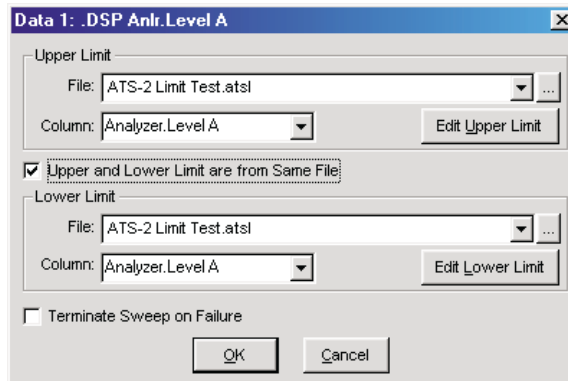 Data 1: .DSP Anlr.Level A
Upper Limit
File: ATS-2 Limit Test.atsl ...
Column: Analyzer.Level A Edit Upper Limit
Upper and Lower Limit are from Same File
Lower Limit
File: ATS-2 Limit Test.atsl ...
Column: Analyzer.Level A Edit Lower Limit
Terminate Sweep on Failure
OK Cancel